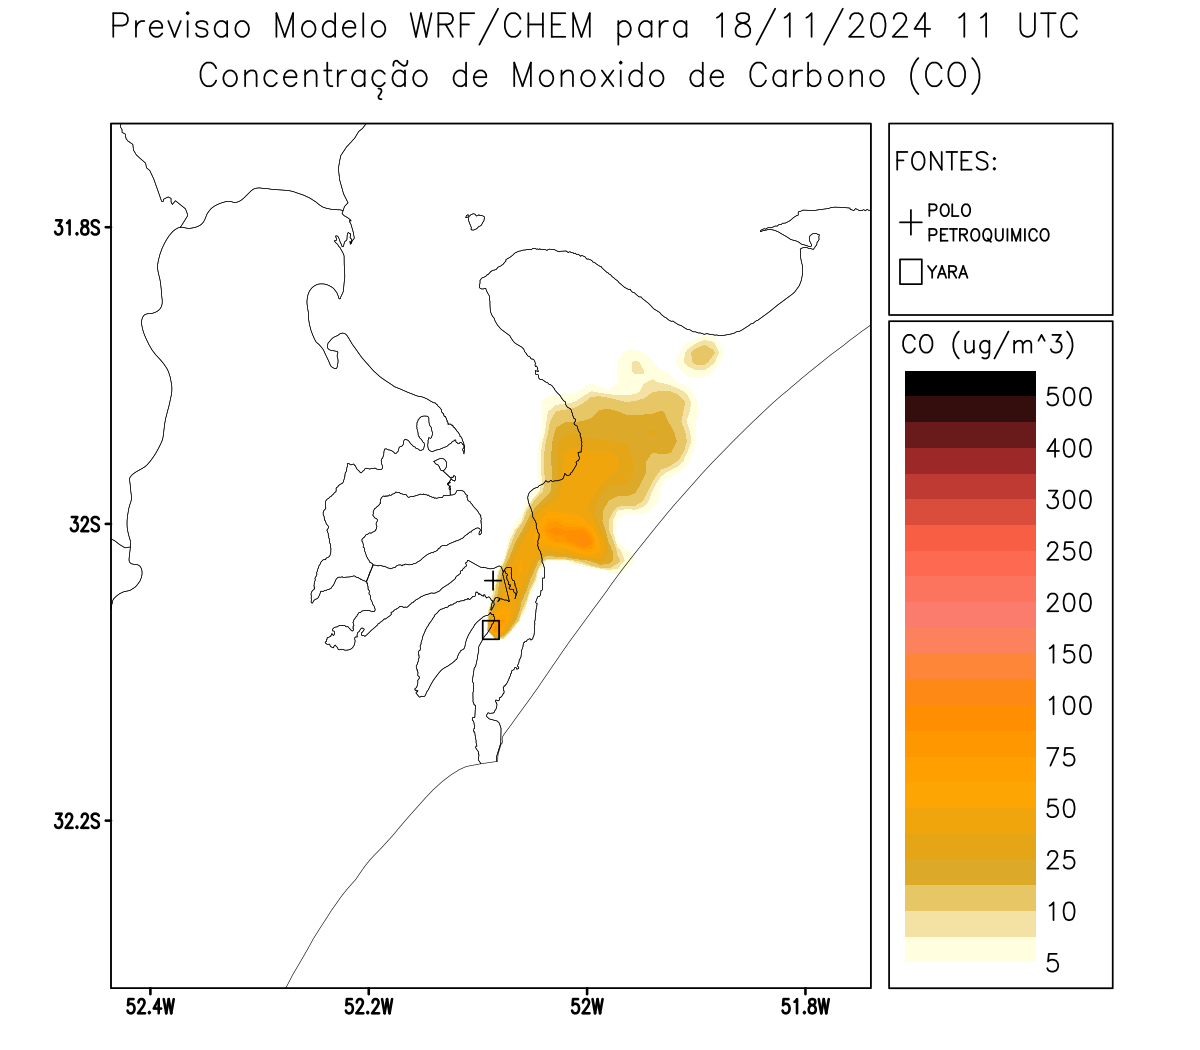 Previsao Modelo WRF/CHEM para 18/11/2024 11 UTC
Concentração de Monoxido de Carbono (CO)
FONTES:
POLO
PETROQUIMICO
YARA
CO (ug/m^3)
500
400
300
250
200
150
100
75
50
25
10
5
31.8S
32S
32.2S
52.4W
52.2W
52W
51.8W